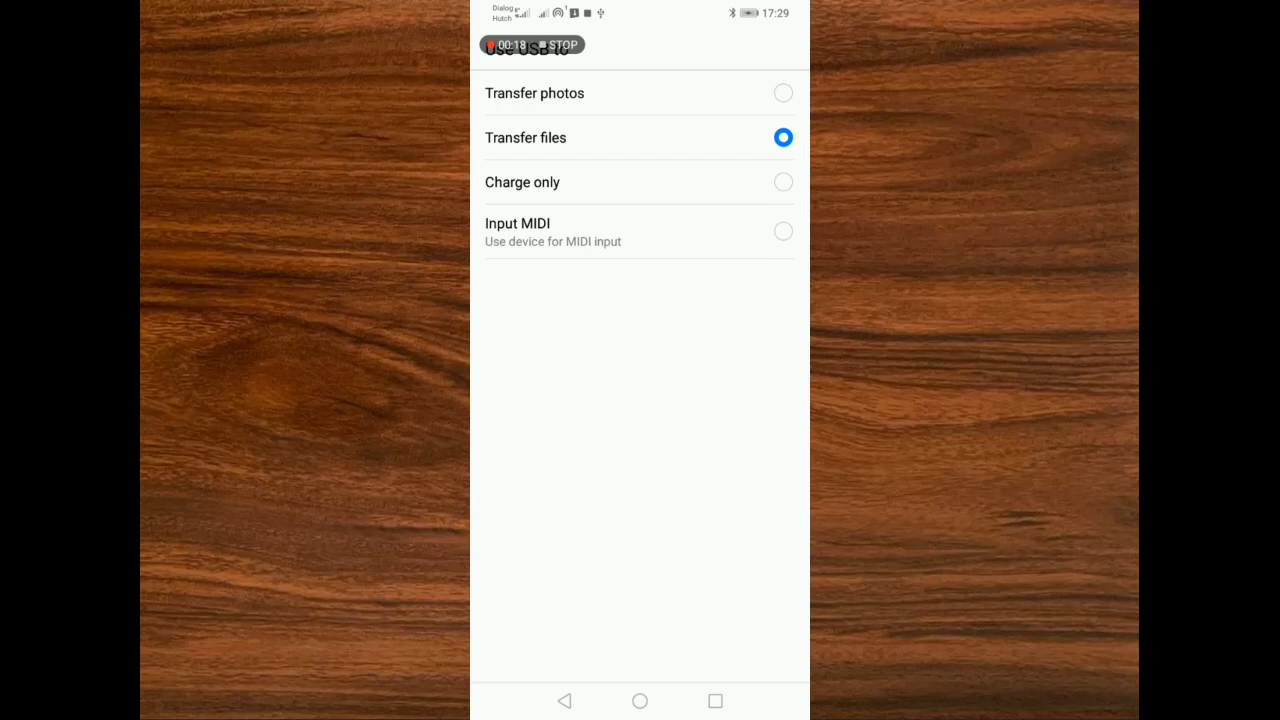 Dialog
Hutch
17:29
00:18 STOP
Use USB to
Transfer photos
Transfer files
Charge only
Input MIDI
Use device for MIDI input